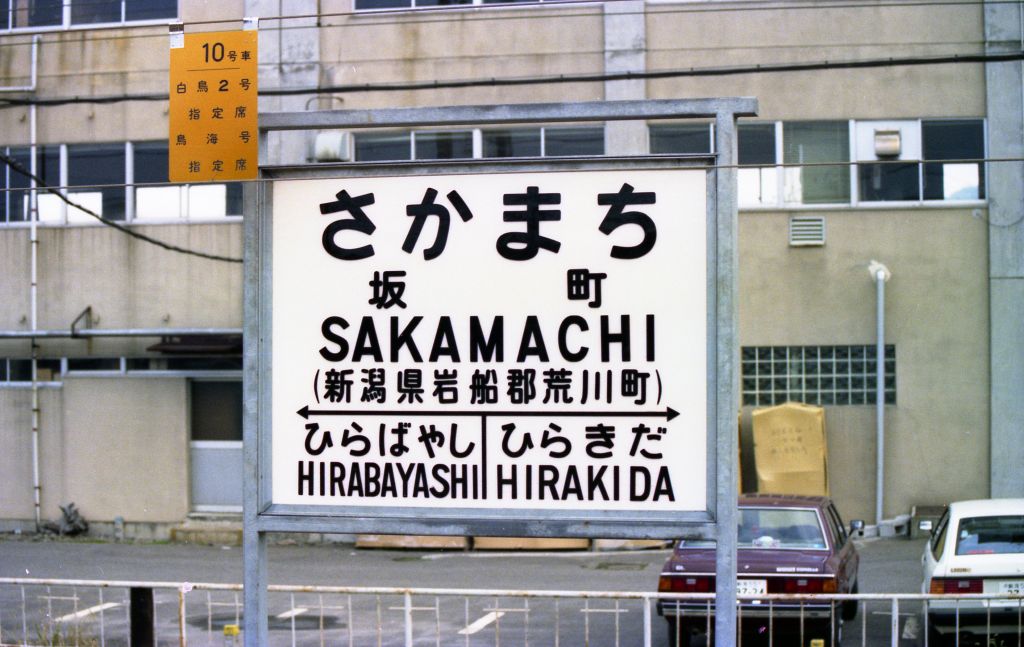 10号車
白鳥2号
指定席
鳥海号
指定席
さかまち
坂町
SAKAMACHI
(新潟県岩船郡荒川町)
ひらばやし ひらきだ
HIRABAYASHI HIRAKIDA